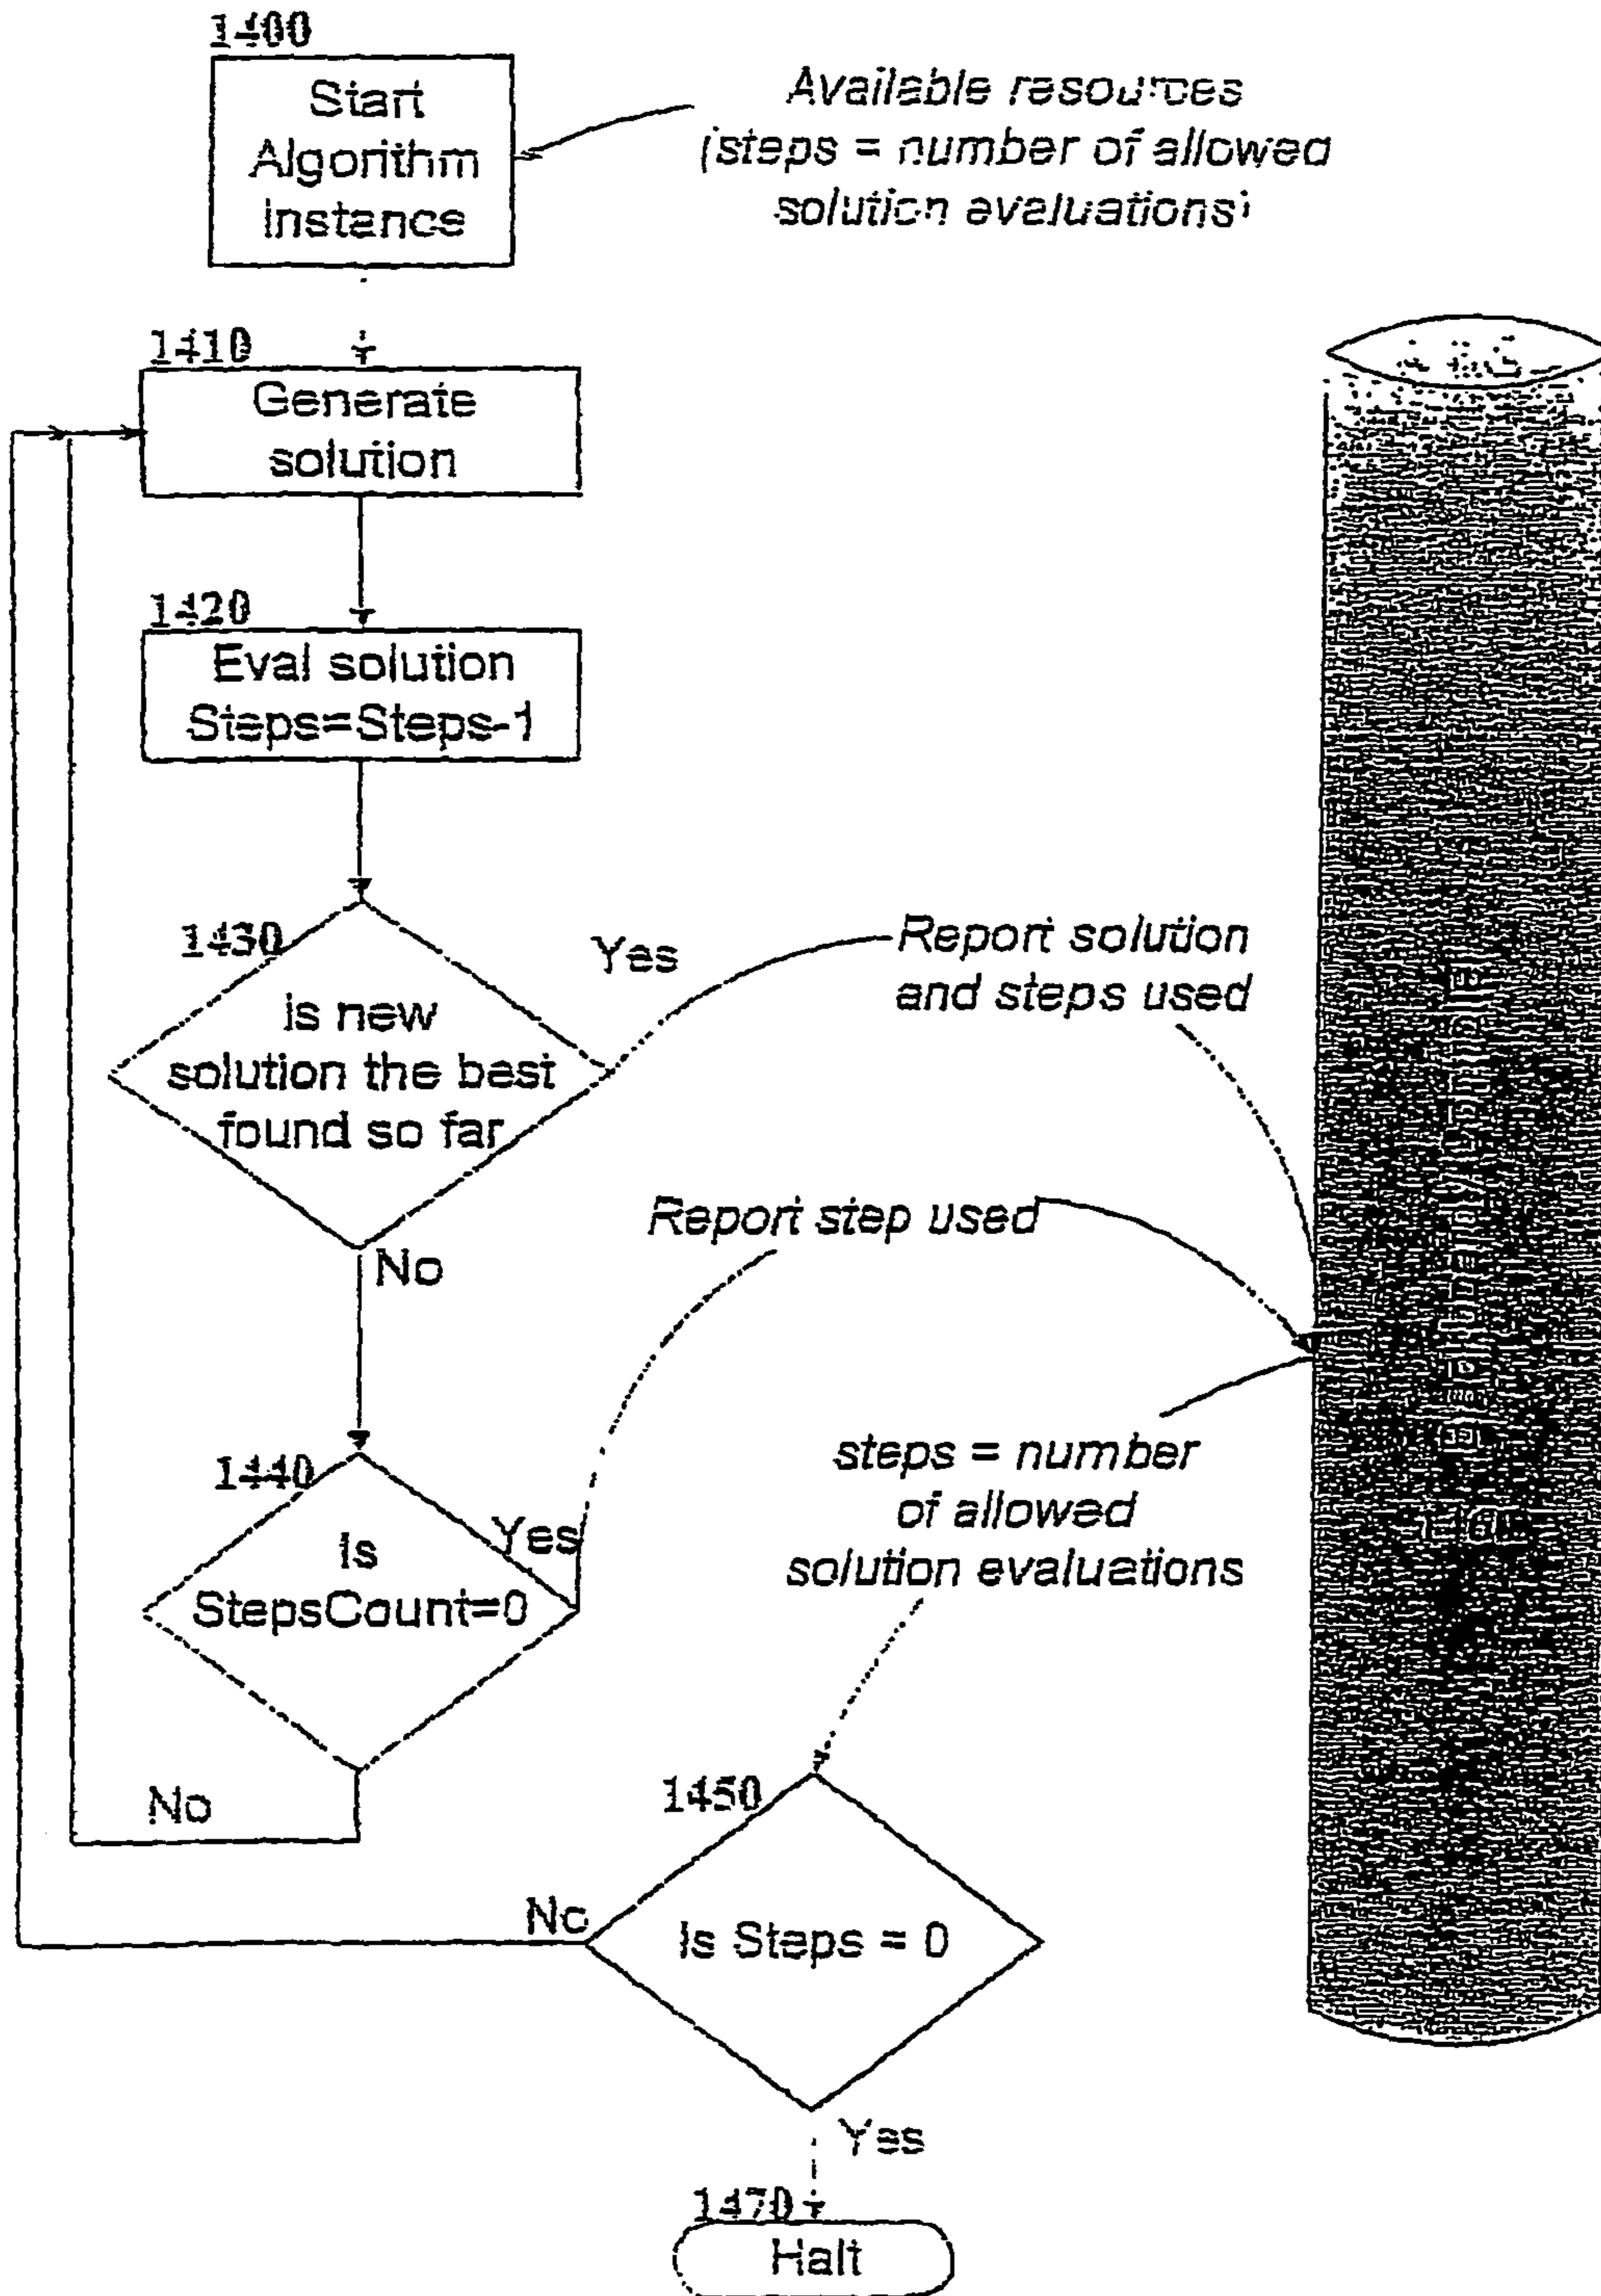 1400
Start
Algorithm
Instance
Available resources
(steps = number of allowed
solution evaluations)
1410
Generate
solution
1420
Eval solution
Steps=Steps-1
1430
Is new
solution the best
found so far
Yes
No
Report solution
and steps used
Report step used
1440
Is
StepsCount=0
Yes
No
steps = number
of allowed
solution evaluations
1450
Is Steps = 0
No
Yes
1470
Halt